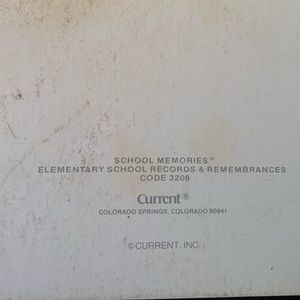 SCHOOL MEMORIES™
ELEMENTARY SCHOOL RECORDS & REMEMBRANCES
CODE 3208
Current®
COLORADO SPRINGS, COLORADO 80941
© CURRENT, INC.